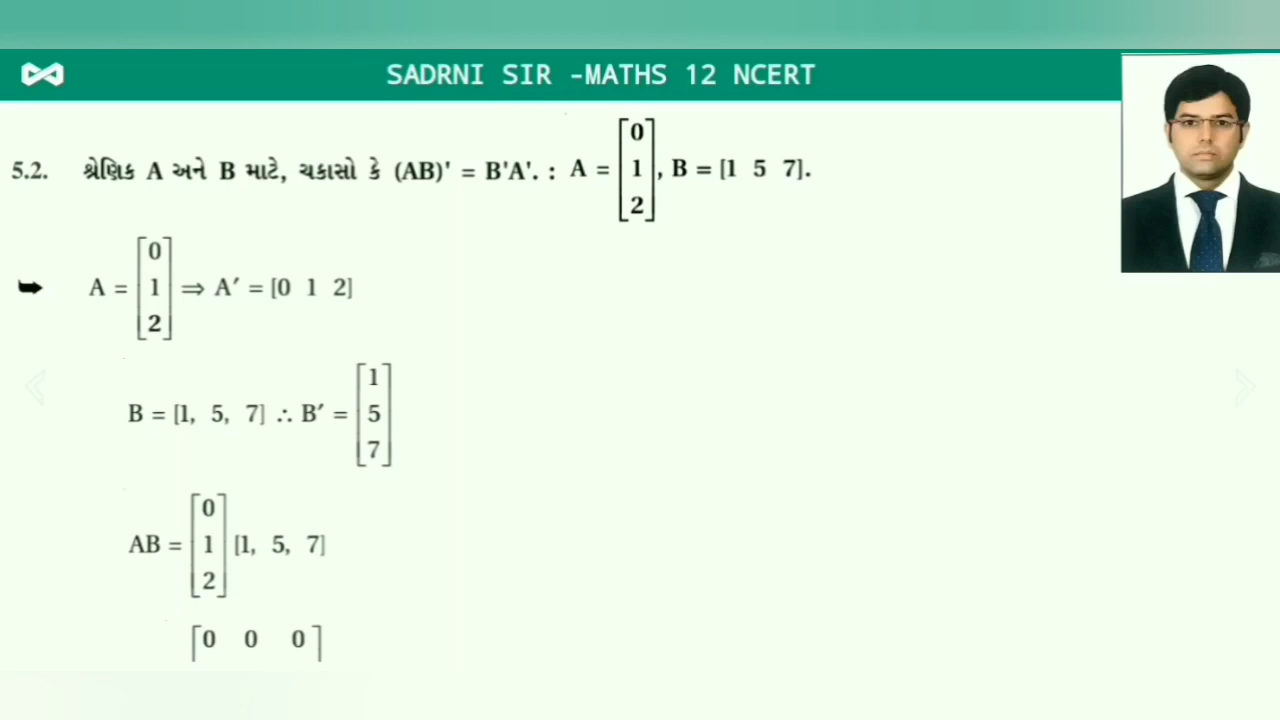 SADRNI SIR -MATHS 12 NCERT
5.2. શ્રેણિક A અને B માટે, ચકાસો કે (AB)' = B'A'. : A = [0 1 2], B = [1 5 7].
➥ A = [0 1 2] ⇒ A′ = [0 1 2]
B = [1, 5, 7] ∴ B′ = [1 5 7]
AB = [0 1 2] [1, 5, 7]
[0 0 0]